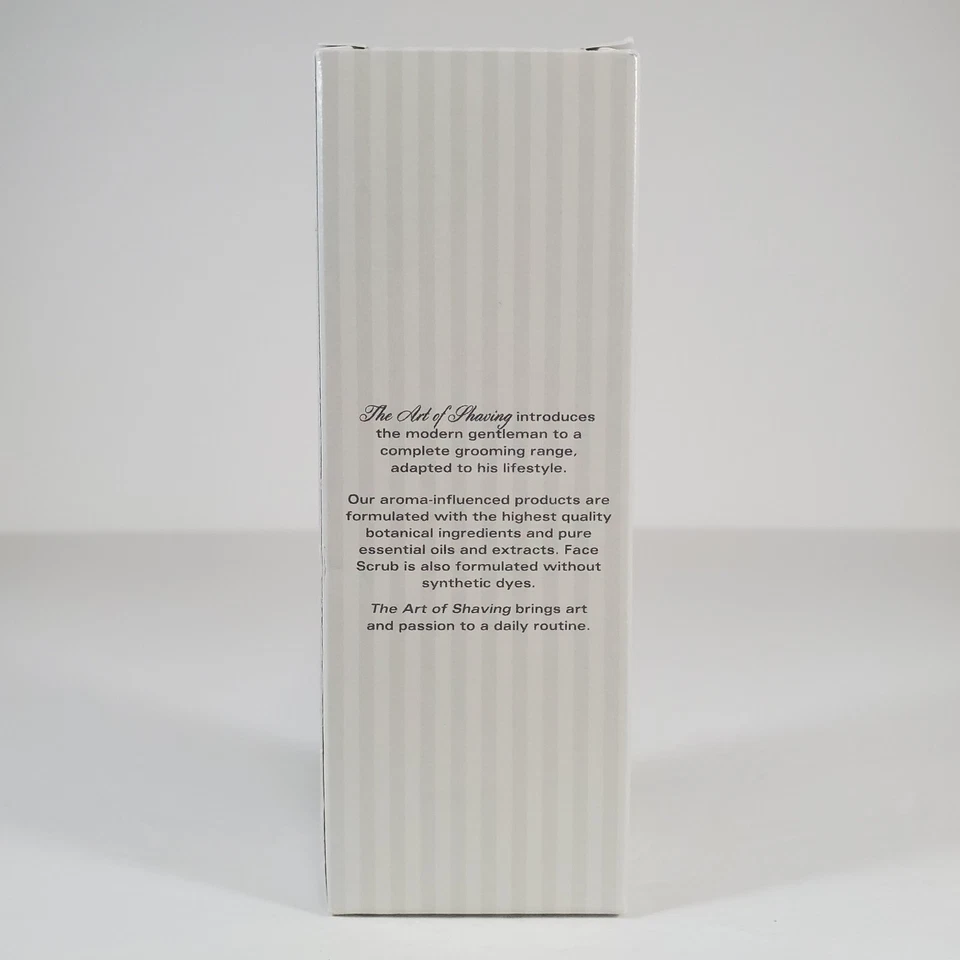 The Art of Shaving introduces
the modern gentleman to a
complete grooming range,
adapted to his lifestyle.
Our aroma-influenced products are
formulated with the highest quality
botanical ingredients and pure
essential oils and extracts. Face
Scrub is also formulated without
synthetic dyes.
The Art of Shaving brings art
and passion to a daily routine.